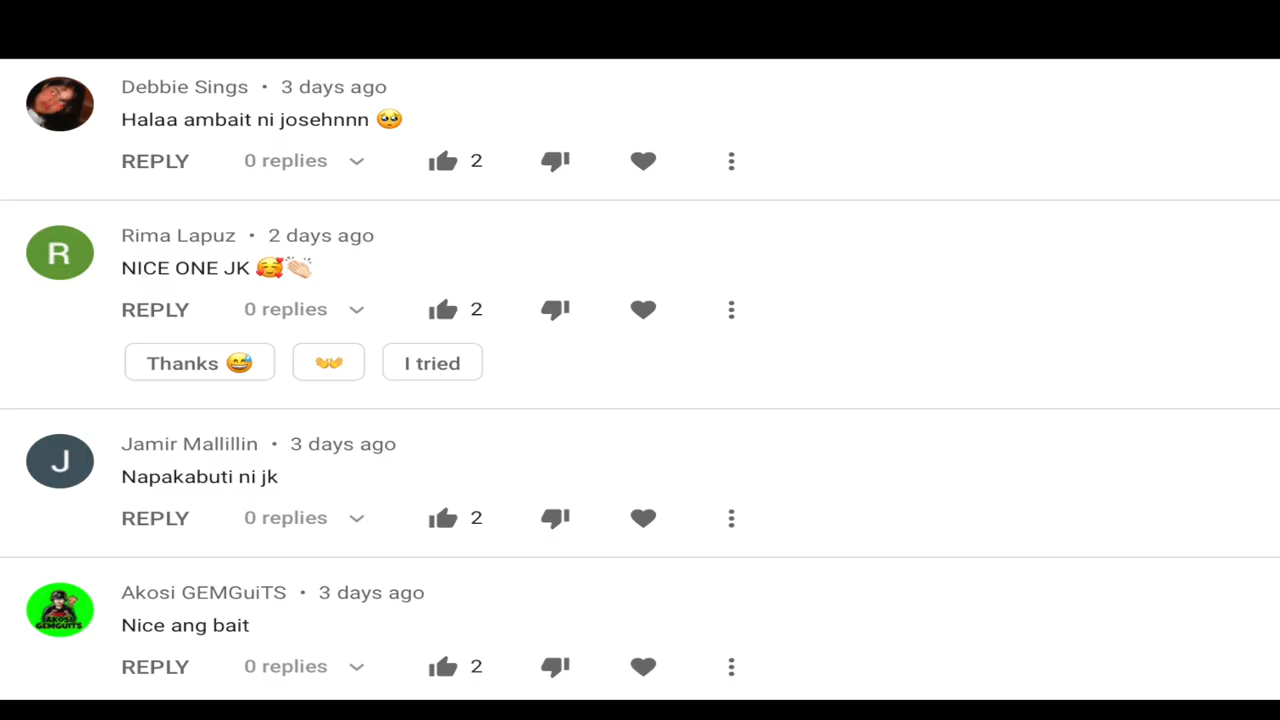 Debbie Sings • 3 days ago
Halaa ambait ni josehnnn 🥺
REPLY 0 replies 2
R
Rima Lapuz • 2 days ago
NICE ONE JK 🥰👏🏻
REPLY 0 replies 2
Thanks 😅 👐 I tried
J
Jamir Mallillin • 3 days ago
Napakabuti ni jk
REPLY 0 replies 2
Akosi GEMGuiTS • 3 days ago
AKOSI
GEMGUITS
Nice ang bait
REPLY 0 replies 2